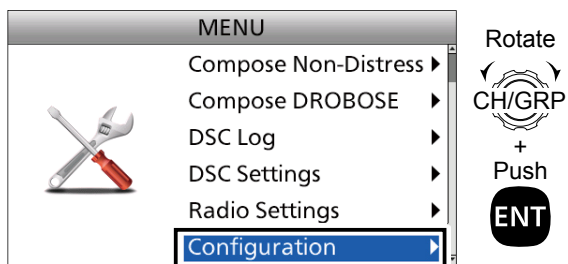 MENU
Compose Non-Distress
Compose DROBOSE
DSC Log
DSC Settings
Radio Settings
Configuration
Rotate
CH/GRP
+
Push
ENT